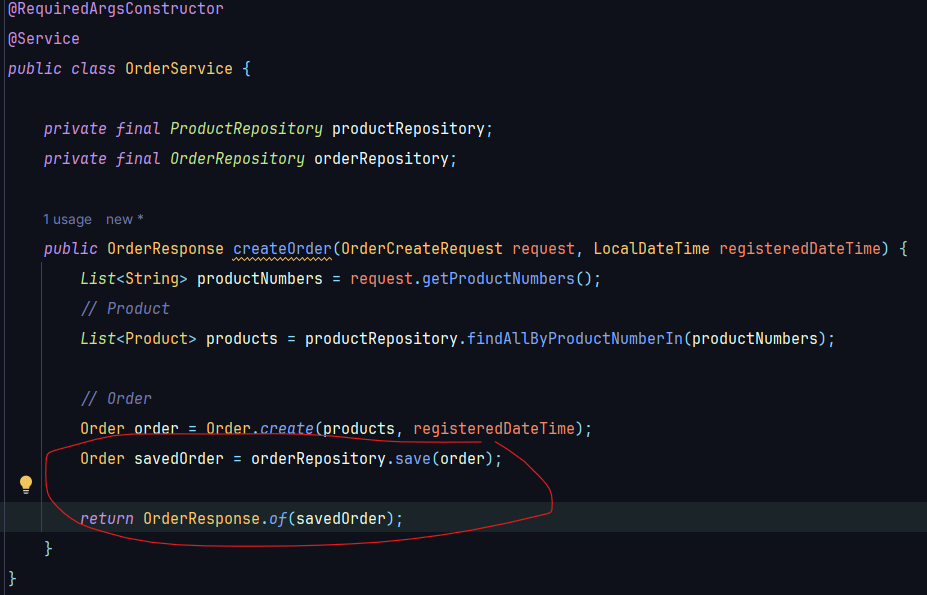 @RequiredArgsConstructor
@Service
public class OrderService {
private final ProductRepository productRepository;
private final OrderRepository orderRepository;
1 usage new *
public OrderResponse createOrder(OrderCreateRequest request, LocalDateTime registeredDateTime) {
List<String> productNumbers = request.getProductNumbers();
// Product
List<Product> products = productRepository.findAllByProductNumberIn(productNumbers);
// Order
Order order = Order.create(products, registeredDateTime);
Order savedOrder = orderRepository.save(order);
return OrderResponse.of(savedOrder);
}
}